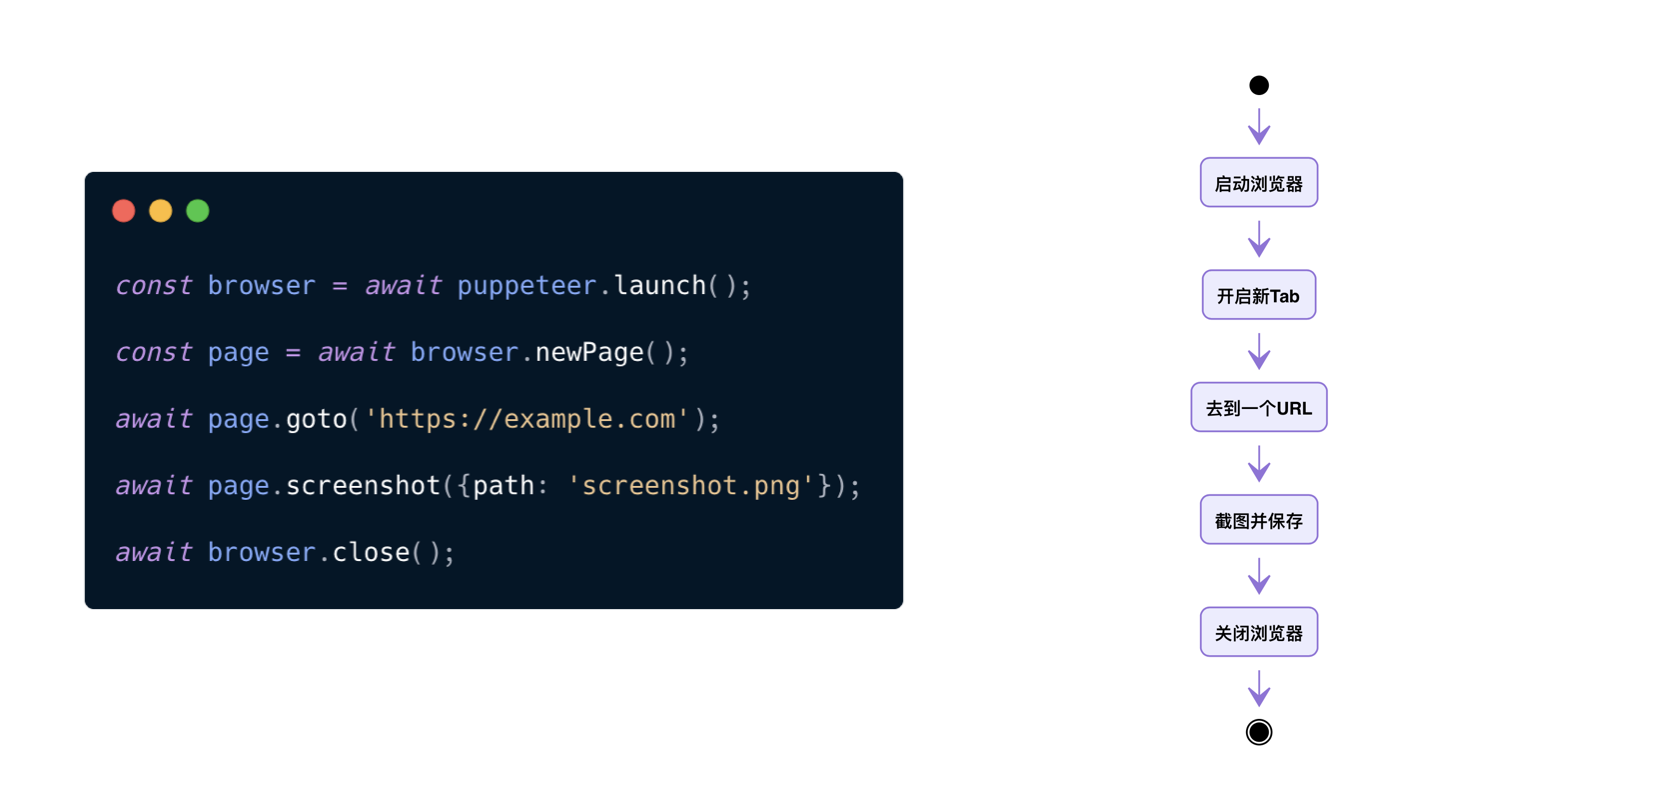 const browser = await puppeteer.launch();
const page = await browser.newPage();
await page.goto('https://example.com');
await page.screenshot({path: 'screenshot.png'});
await browser.close();
启动浏览器
开启新Tab
去到一个URL
截图并保存
关闭浏览器